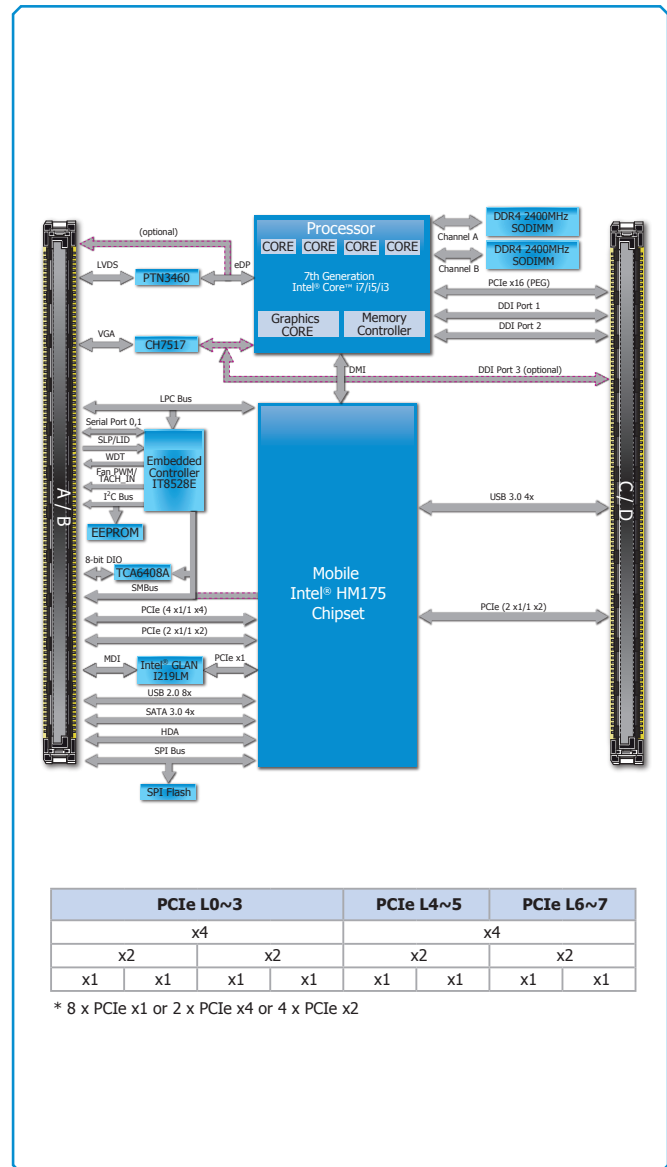 (optional)
LVDS
PTN3460
eDP
VGA
CH7517
Processor
CORE CORE CORE CORE
7th Generation
Intel® Core™ i7/i5/i3
Graphics
CORE
Memory
Controller
Channel A
DDR4 2400MHz
SODIMM
Channel B
DDR4 2400MHz
SODIMM
PCIe x16 (PEG)
DDI Port 1
DDI Port 2
DMI
DDI Port 3 (optional)
A / B
C / D
LPC Bus
Serial Port 0,1
SLP/LID
WDT
Fan PWM/
TACH_IN
I²C Bus
Embedded
Controller
IT8528E
EEPROM
8-bit DIO
TCA6408A
SMBus
PCIe (4 x1/1 x4)
PCIe (2 x1/1 x2)
MDI
Intel® GLAN
I219LM
PCIe x1
USB 2.0 8x
SATA 3.0 4x
HDA
SPI Bus
SPI Flash
Mobile
Intel® HM175
Chipset
USB 3.0 4x
PCIe (2 x1/1 x2)
PCIe L0~3 PCIe L4~5 PCIe L6~7
x4 x4
x2 x2 x2 x2
x1 x1 x1 x1 x1 x1 x1 x1
* 8 x PCIe x1 or 2 x PCIe x4 or 4 x PCIe x2